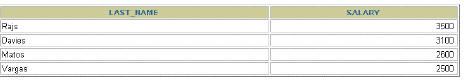 LAST_NAME SALARY
Rajs 3500
Davies 3100
Matos 2600
Vargas 2500